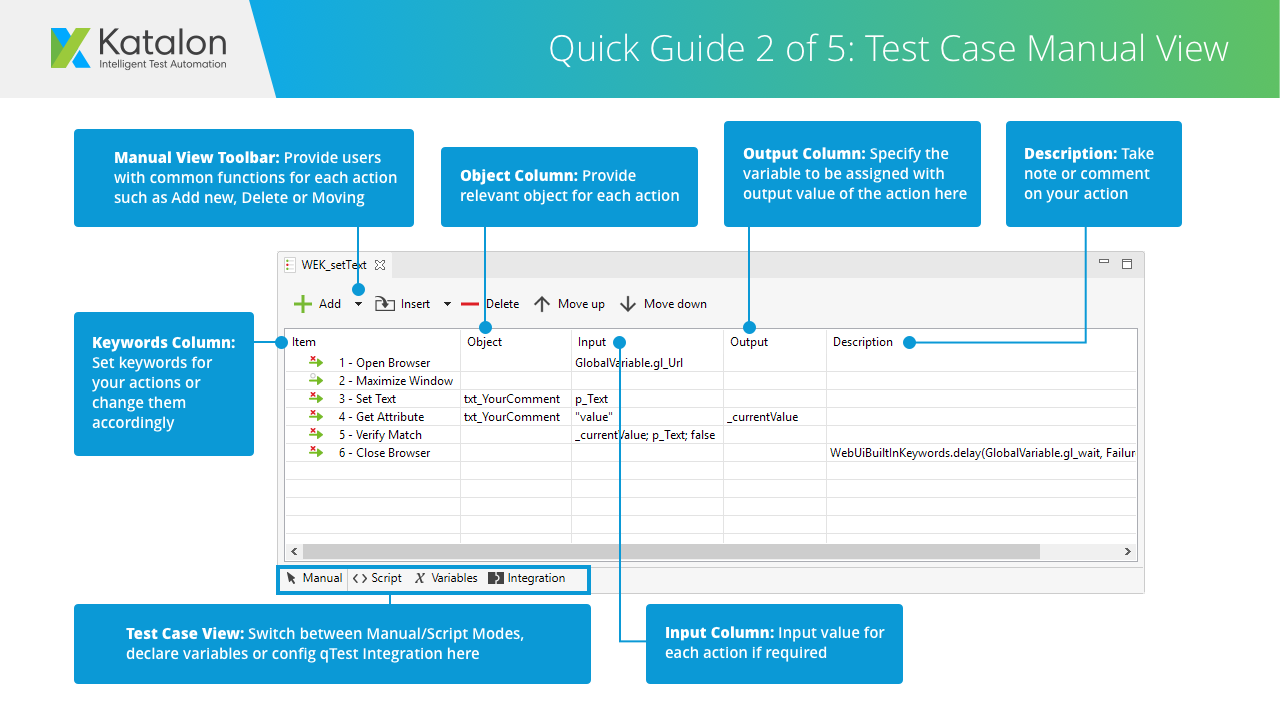 Katalon
Intelligent Test Automation
Quick Guide 2 of 5: Test Case Manual View
Manual View Toolbar: Provide users
with common functions for each action
such as Add new, Delete or Moving
Object Column: Provide
relevant object for each action
Output Column: Specify the
variable to be assigned with
output value of the action here
Description: Take
note or comment
on your action
WEK_setText
Add Insert Delete Move up Move down
Keywords Column:
Set keywords for
your actions or
change them
accordingly
Item Object Input Output Description
1 - Open Browser GlobalVariable.gl_Url
2 - Maximize Window
3 - Set Text txt_YourComment p_Text
4 - Get Attribute txt_YourComment "value" _currentValue
5 - Verify Match _currentValue; p_Text; false
6 - Close Browser WebUiBuiltInKeywords.delay(GlobalVariable.gl_wait, Failur
Manual Script Variables Integration
Test Case View: Switch between Manual/Script Modes,
declare variables or config qTest Integration here
Input Column: Input value for
each action if required